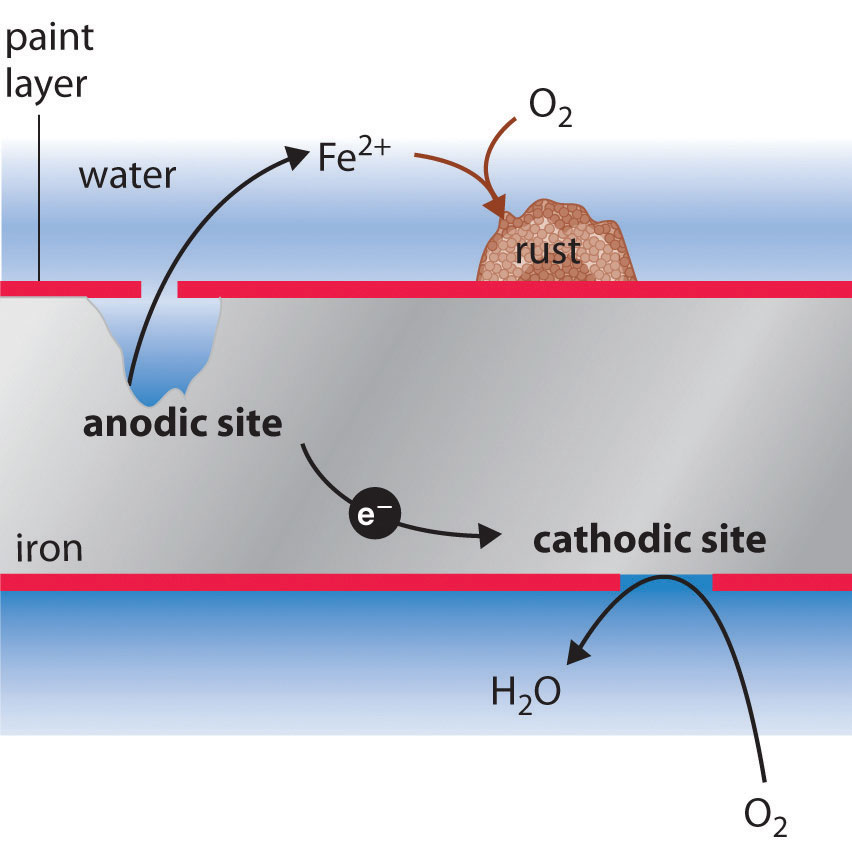 paint
layer
O₂
Fe²⁺
water
rust
anodic site
e⁻
cathodic site
iron
H₂O
O₂